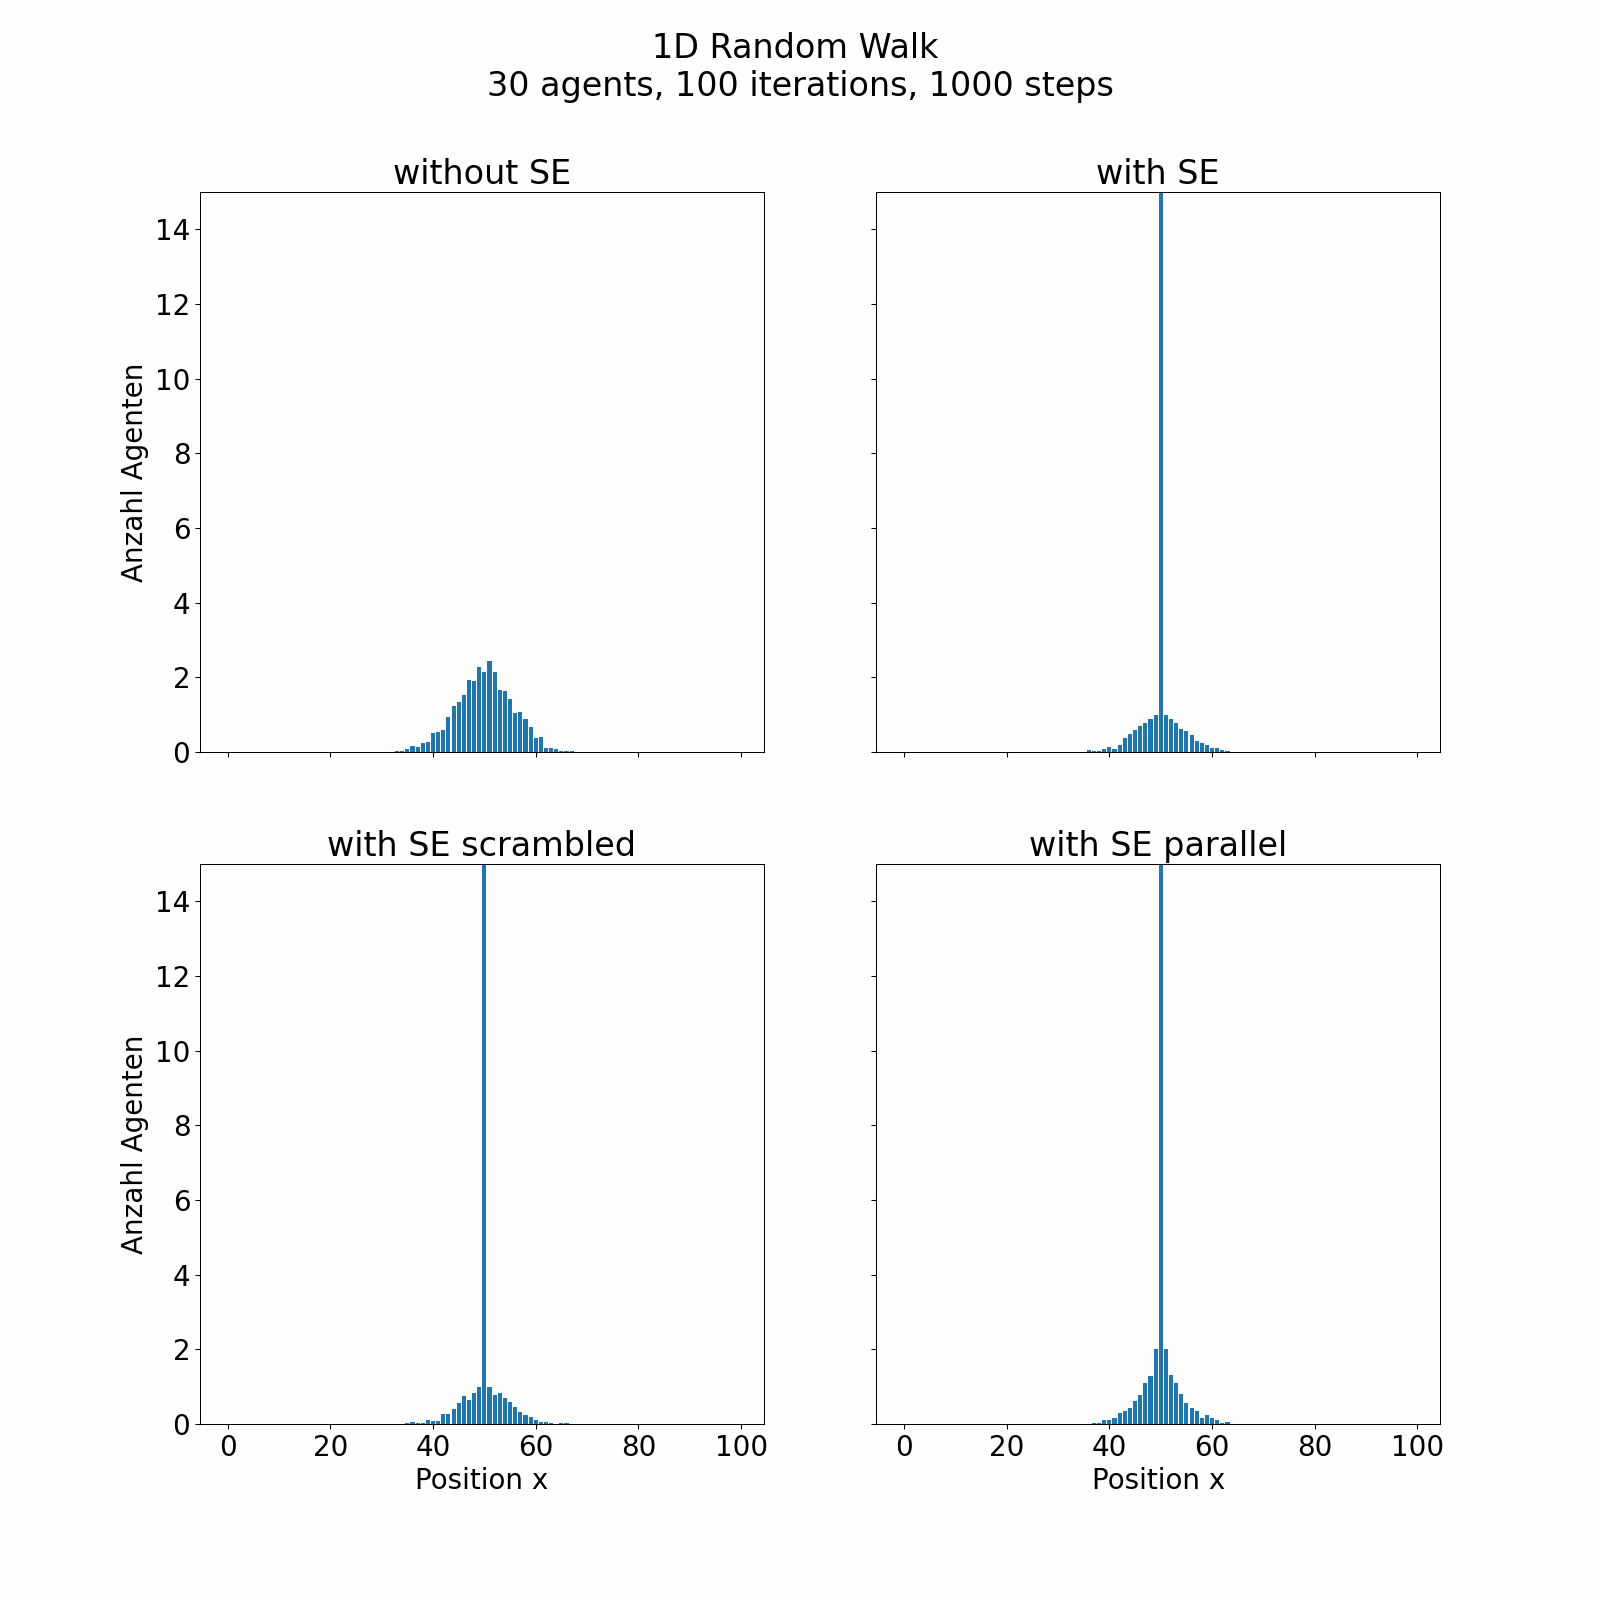 1D Random Walk
30 agents, 100 iterations, 1000 steps
without SE
with SE
14
12
10
8
6
4
2
0
Anzahl Agenten
with SE scrambled
with SE parallel
14
12
10
8
6
4
2
0
Anzahl Agenten
0 20 40 60 80 100
Position x
0 20 40 60 80 100
Position x